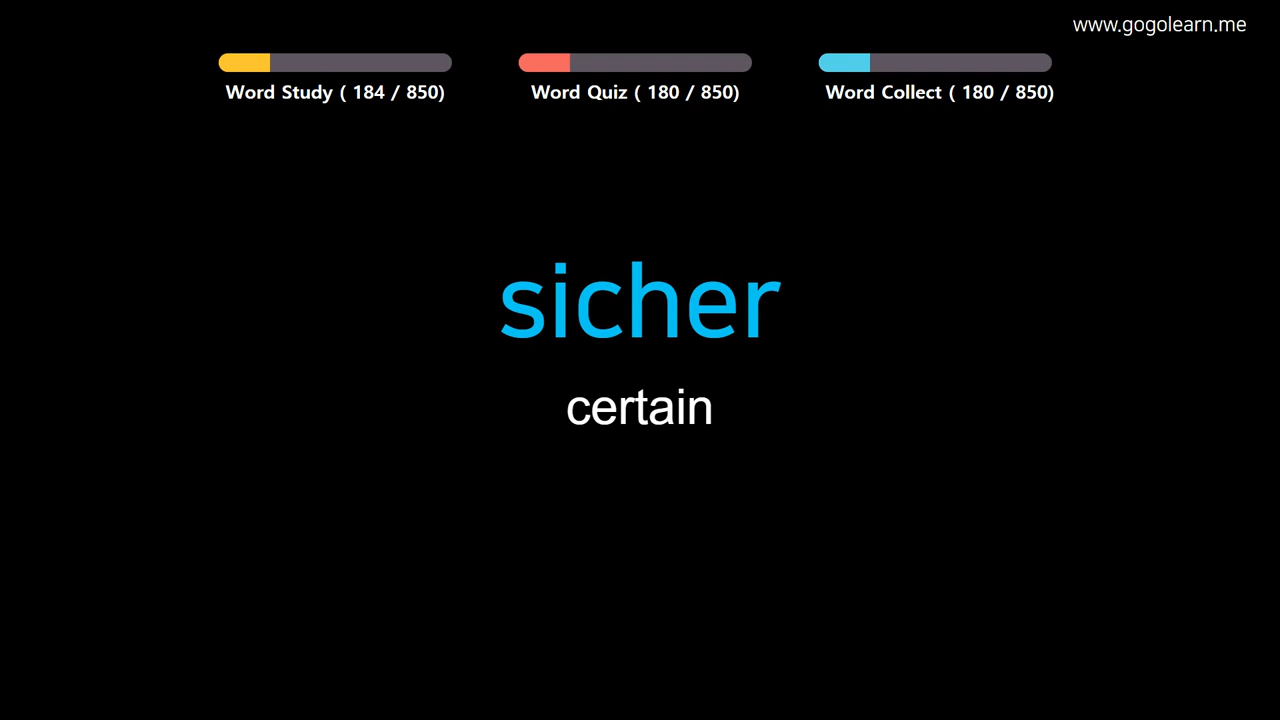 www.gogolearn.me
Word Study ( 184 / 850)
Word Quiz ( 180 / 850)
Word Collect ( 180 / 850)
sicher
certain